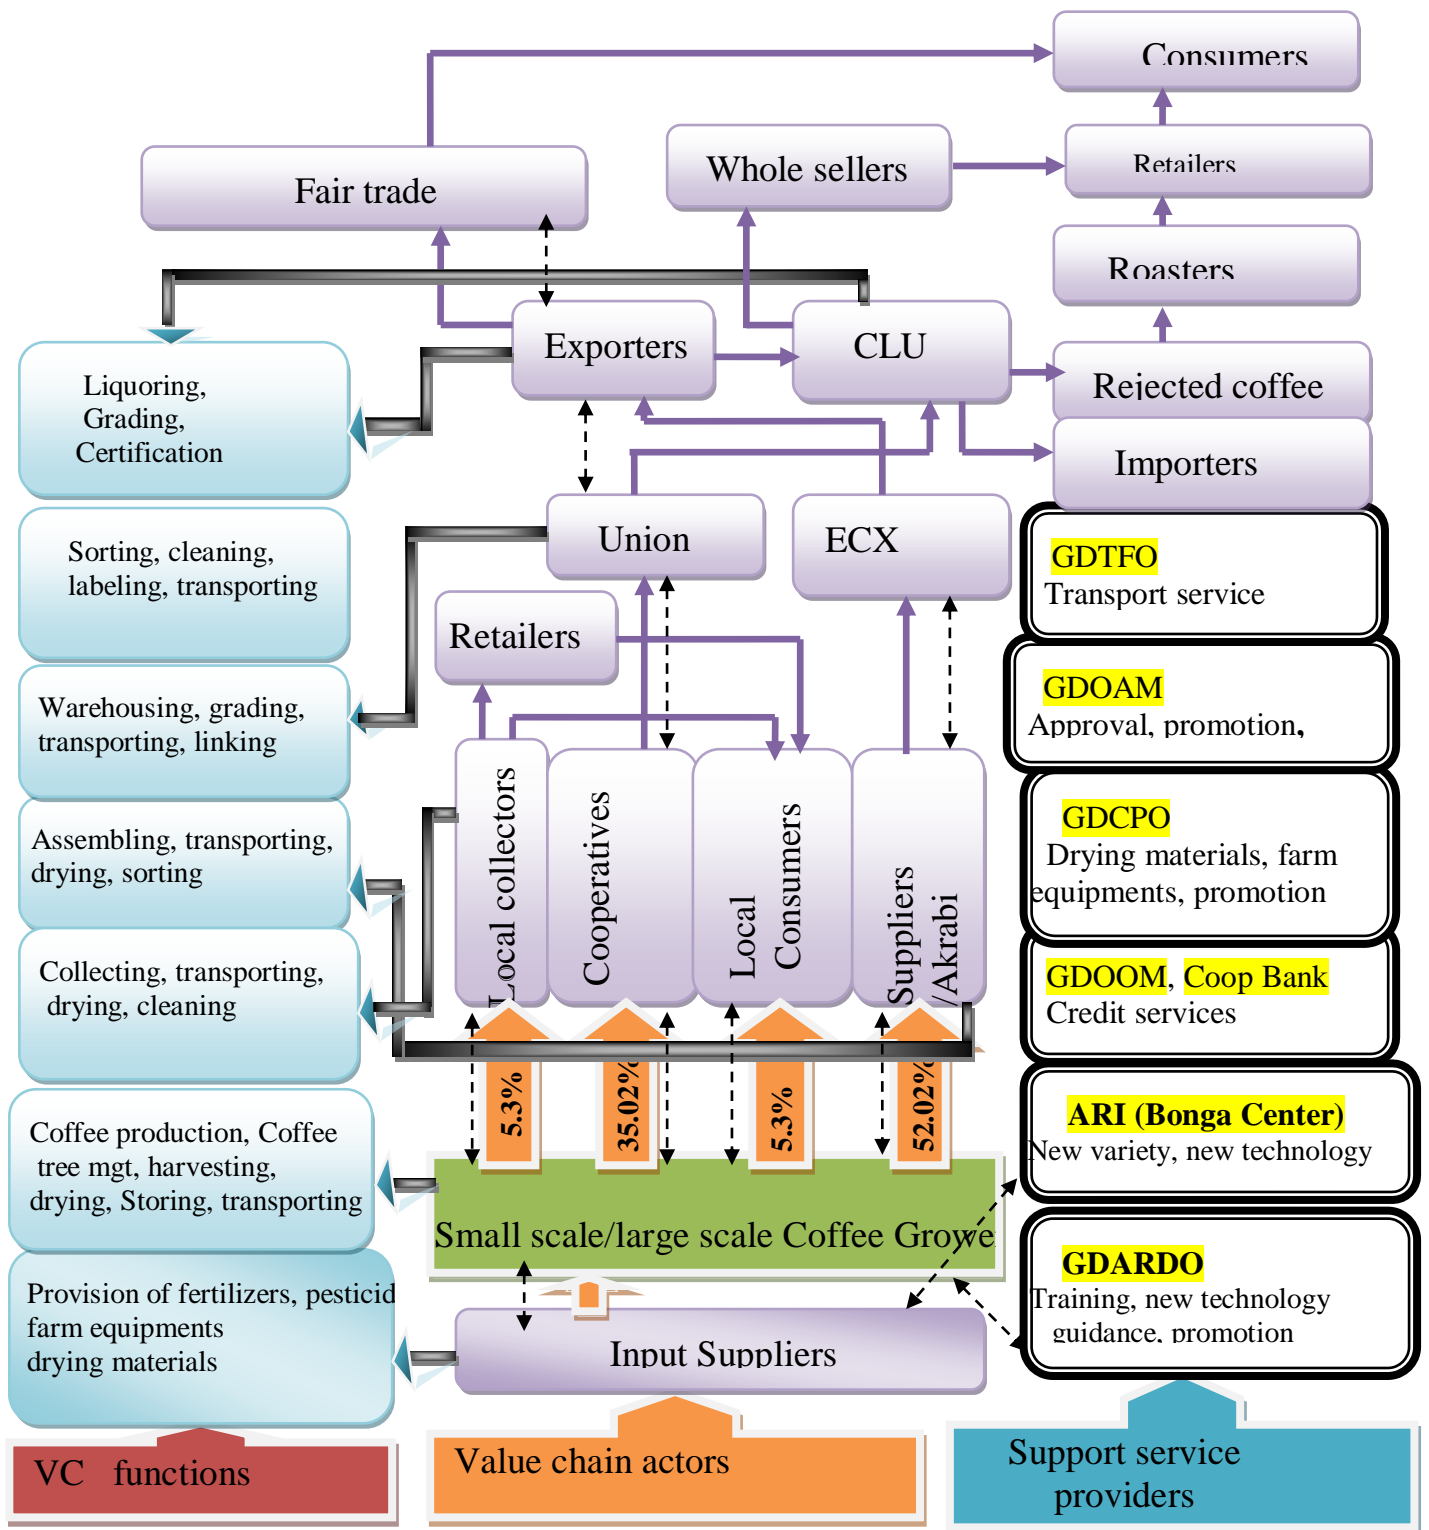 Consumers
Fair trade
Whole sellers
Retailers
Roasters
Exporters
CLU
Rejected coffee
Importers
Liquoring,
Grading,
Certification
Union
ECX
Sorting, cleaning,
labeling, transporting
Retailers
Warehousing, grading,
transporting, linking
Assembling, transporting,
drying, sorting
Collecting, transporting,
drying, cleaning
Local collectors
Cooperatives
Local
Consumers
Suppliers
/Akrabi
5.3%
35.02%
5.3%
52.02%
Coffee production, Coffee
tree mgt, harvesting,
drying, Storing, transporting
Small scale/large scale Coffee Growe
Provision of fertilizers, pesticid
farm equipments
drying materials
Input Suppliers
GDTFO
Transport service
GDOAM
Approval, promotion,
GDCPO
Drying materials, farm
equipments, promotion
GDOOM, Coop Bank
Credit services
ARI (Bonga Center)
New variety, new technology
GDARDO
Training, new technology
guidance, promotion
VC functions
Value chain actors
Support service
providers